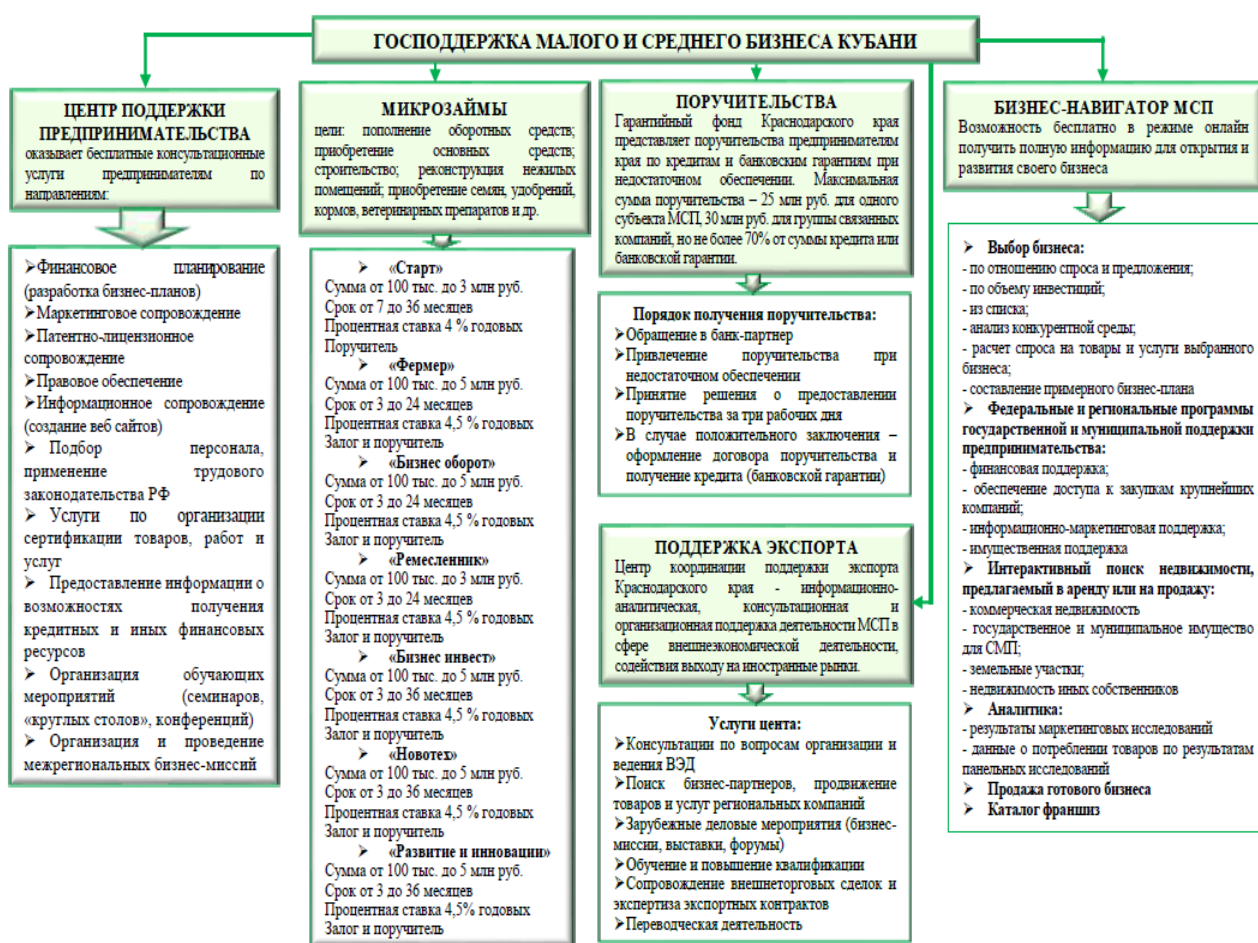 ГОСПОДДЕРЖКА МАЛОГО И СРЕДНЕГО БИЗНЕСА КУБАНИ
ЦЕНТР ПОДДЕРЖКИ
ПРЕДПРИНИМАТЕЛЬСТВА
оказывает бесплатные консультационные
услуги предпринимателям по
направлениям:
➢Финансовое планирование
(разработка бизнес-планов)
➢Маркетинговое сопровождение
➢Патентно-лицензионное
сопровождение
➢Правовое обеспечение
➢Информационное сопровождение
(создание веб сайтов)
➢ Подбор персонала,
применение трудового
законодательства РФ
➢ Услуги по организации
сертификации товаров, работ и
услуг
➢ Предоставление информации о
возможностях получения
кредитных и иных финансовых
ресурсов
➢ Организация обучающих
мероприятий (семинаров,
«круглых столов», конференций)
➢ Организация и проведение
межрегиональных бизнес-миссий
МИКРОЗАЙМЫ
цели: пополнение оборотных средств;
приобретение основных средств;
строительство; реконструкция нежилых
помещений; приобретение семян, удобрений,
кормов, ветеринарных препаратов и др.
➢ «Старт»
Сумма от 100 тыс. до 3 млн руб.
Срок от 7 до 36 месяцев
Процентная ставка 4 % годовых
Поручитель
➢ «Фермер»
Сумма от 100 тыс. до 5 млн руб.
Срок от 3 до 24 месяцев
Процентная ставка 4,5 % годовых
Залог и поручитель
➢ «Бизнес оборот»
Сумма от 100 тыс. до 5 млн руб.
Срок от 3 до 24 месяцев
Процентная ставка 4,5 % годовых
Залог и поручитель
➢ «Ремесленник»
Сумма от 100 тыс. до 3 млн руб.
Срок от 3 до 24 месяцев
Процентная ставка 4,5 % годовых
Залог и поручитель
➢ «Бизнес инвест»
Сумма от 100 тыс. до 5 млн руб.
Срок от 3 до 36 месяцев
Процентная ставка 4,5 % годовых
Залог и поручитель
➢ «Новотех»
Сумма от 100 тыс. до 5 млн руб.
Срок от 3 до 36 месяцев
Процентная ставка 4,5 % годовых
Залог и поручитель
➢ «Развитие и инновации»
Сумма от 100 тыс. до 5 млн руб.
Срок от 3 до 36 месяцев
Процентная ставка 4,5% годовых
Залог и поручитель
ПОРУЧИТЕЛЬСТВА
Гарантийный фонд Краснодарского края
представляет поручительства предпринимателям
края по кредитам и банковским гарантиям при
недостаточном обеспечении. Максимальная
сумма поручительства – 25 млн руб. для одного
субъекта МСП, 30 млн руб. для группы связанных
компаний, но не более 70% от суммы кредита или
банковской гарантии.
Порядок получения поручительства:
➢Обращение в банк-партнер
➢Привлечение поручительства при
недостаточном обеспечении
➢Принятие решения о предоставлении
поручительства за три рабочих дня
➢В случае положительного заключения –
оформление договора поручительства и
получение кредита (банковской гарантии)
ПОДДЕРЖКА ЭКСПОРТА
Центр координации поддержки экспорта
Краснодарского края - информационно-
аналитическая, консультационная и
организационная поддержка деятельности МСП в
сфере внешнеэкономической деятельности,
содействия выходу на иностранные рынки.
Услуги цента:
➢Консультации по вопросам организации и
ведения ВЭД
➢Поиск бизнес-партнеров, продвижение
товаров и услуг региональных компаний
➢Зарубежные деловые мероприятия (бизнес-
миссии, выставки, форумы)
➢Обучение и повышение квалификации
➢Сопровождение внешнеторговых сделок и
экспертиза экспортных контрактов
➢Переводческая деятельность
БИЗНЕС-НАВИГАТОР МСП
Возможность бесплатно в режиме онлайн
получить полную информацию для открытия и
развития своего бизнеса
➢ Выбор бизнеса:
- по отношению спроса и предложения;
- по объему инвестиций;
- из списка;
- анализ конкурентной среды;
- расчет спроса на товары и услуги выбранного
бизнеса;
- составление примерного бизнес-плана
➢ Федеральные и региональные программы
государственной и муниципальной поддержки
предпринимательства:
- финансовая поддержка;
- обеспечение доступа к закупкам крупнейших
компаний;
- информационно-маркетинговая поддержка;
- имущественная поддержка
➢ Интерактивный поиск недвижимости,
предлагаемый в аренду или на продажу:
- коммерческая недвижимость
- государственное и муниципальное имущество
для СМП;
- земельные участки;
- недвижимость иных собственников
➢ Аналитика:
- результаты маркетинговых исследований
- данные о потреблении товаров по результатам
панельных исследований
➢ Продажа готового бизнеса
➢ Каталог франшиз